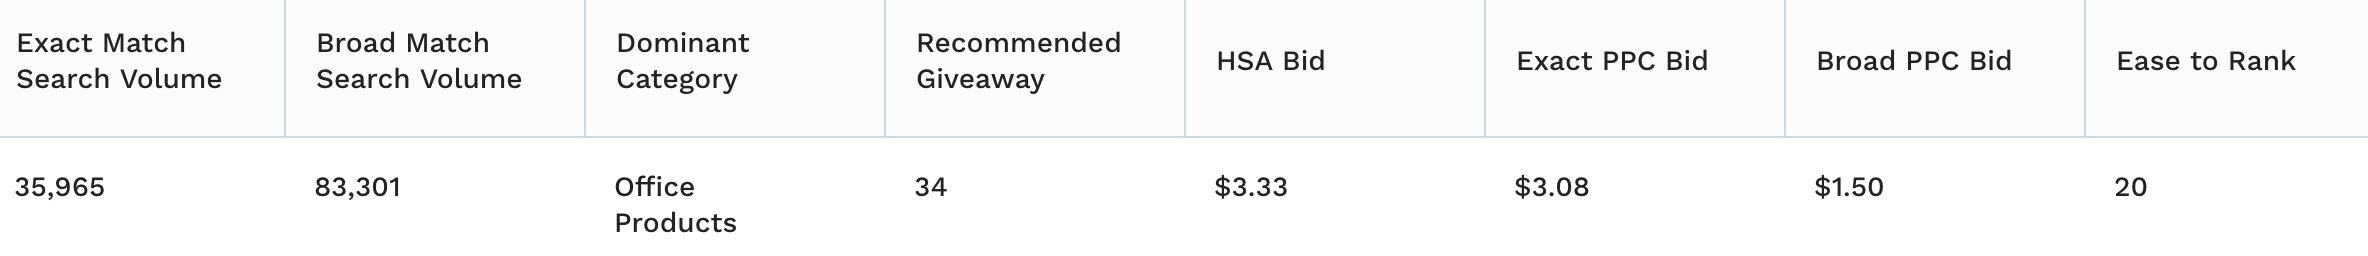 Exact Match
Search Volume
Broad Match
Search Volume
Dominant
Category
Recommended
Giveaway
HSA Bid
Exact PPC Bid
Broad PPC Bid
Ease to Rank
35,965
83,301
Office
Products
34
$3.33
$3.08
$1.50
20